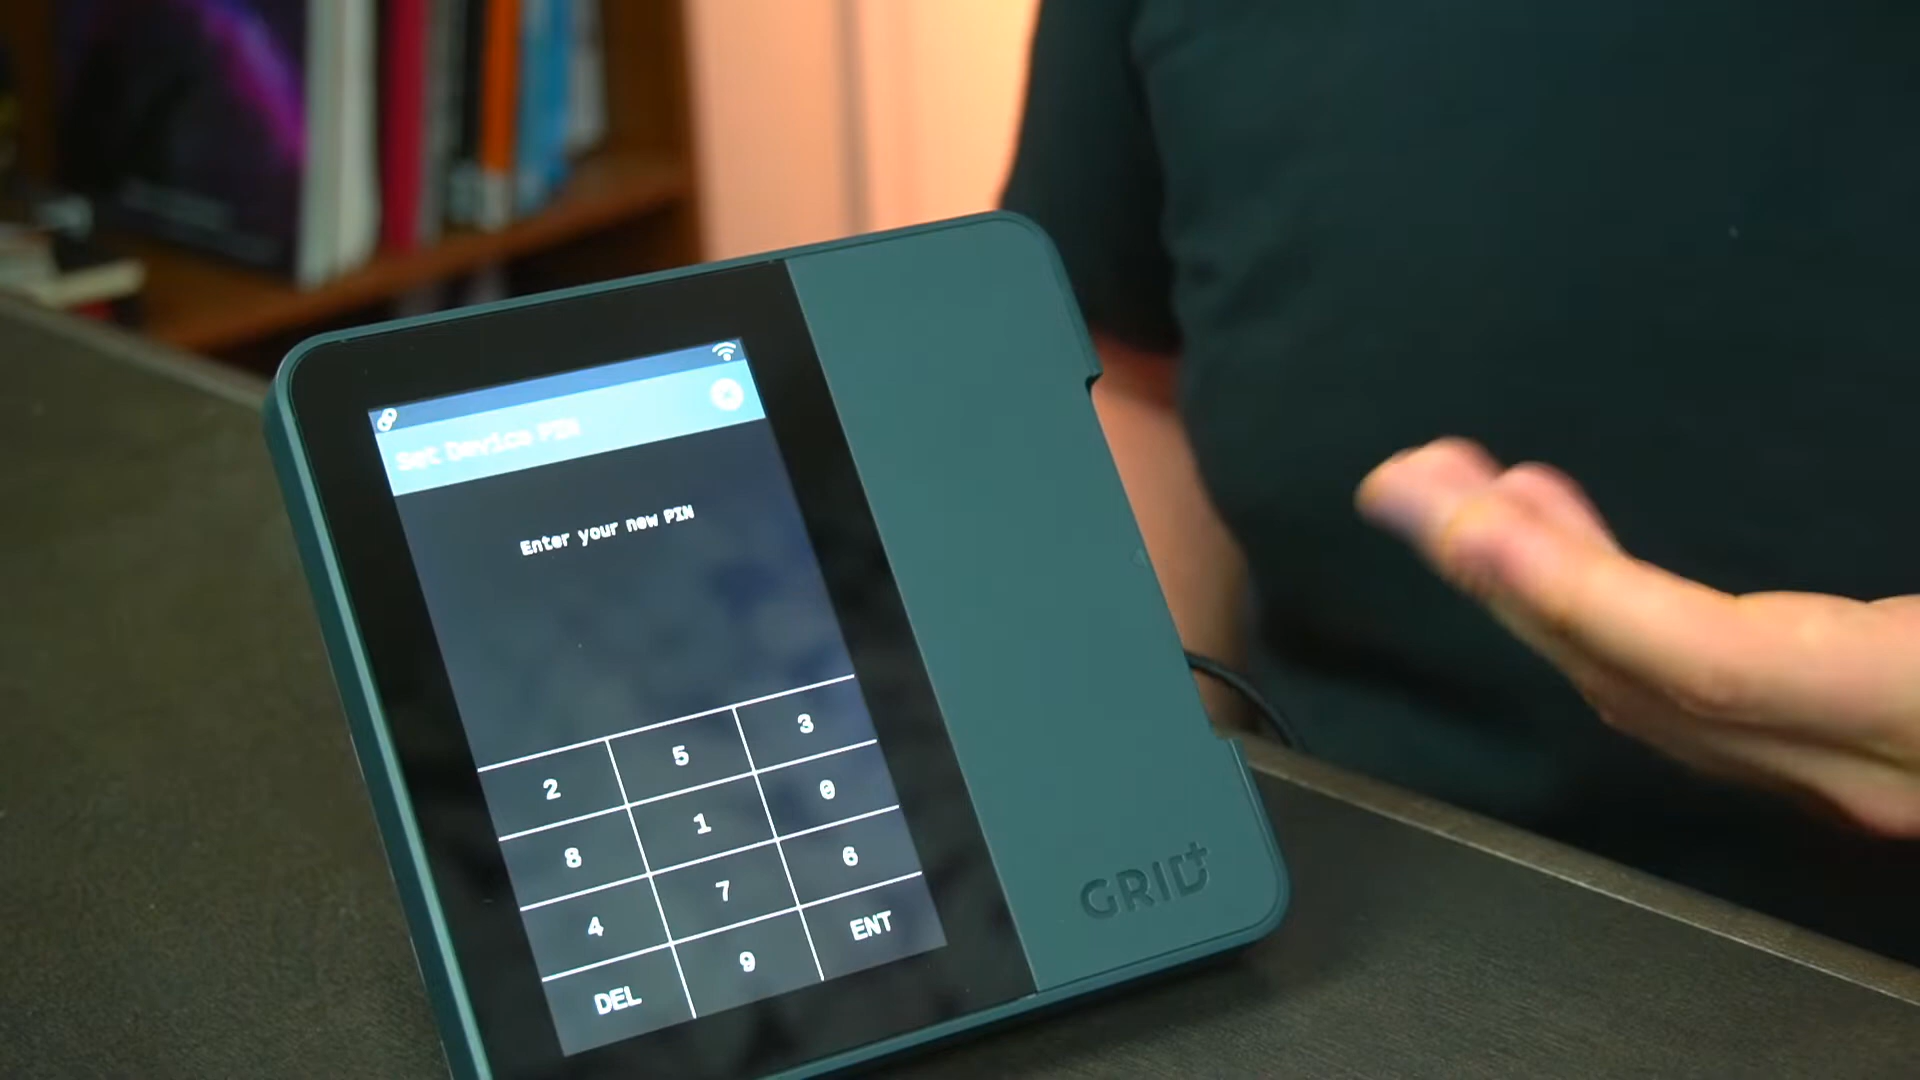 Set Device PIN
Enter your new PIN
2 5 3
8 1 0
4 7 6
DEL 9 ENT
GRID+